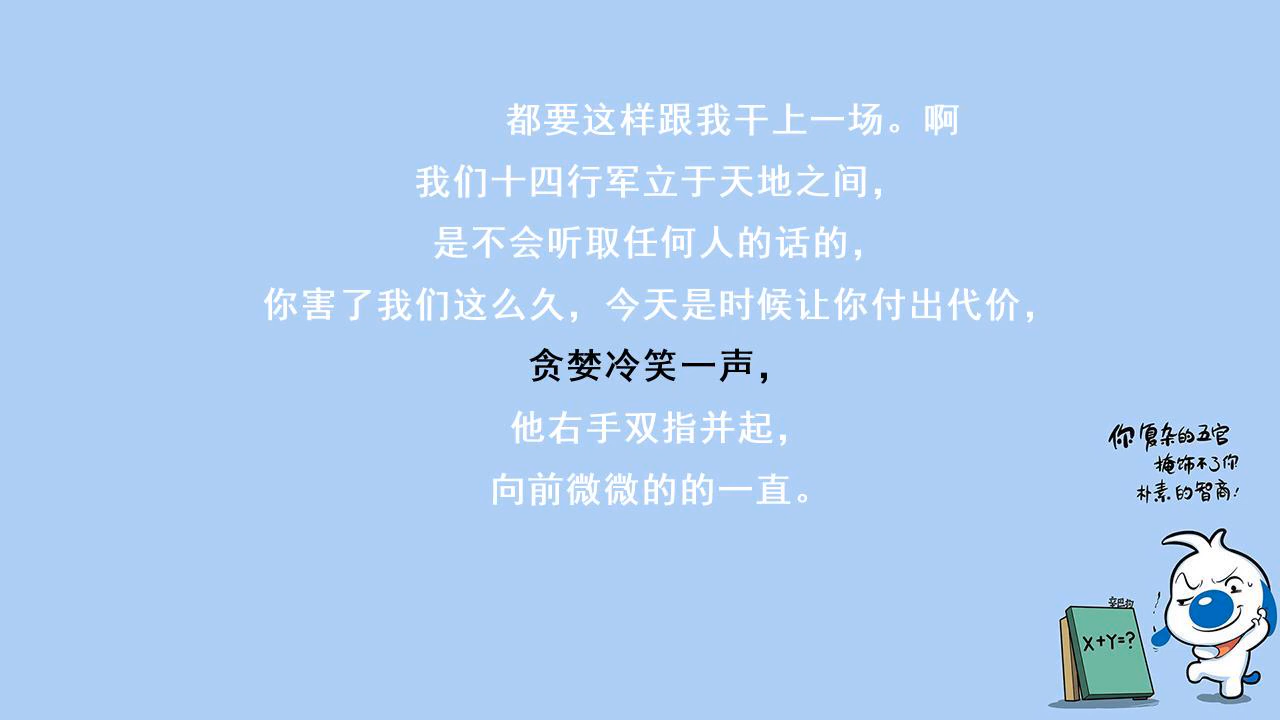 都要这样跟我干上一场。啊
我们十四行军立于天地之间，
是不会听取任何人的话的，
你害了我们这么久，今天是时候让你付出代价，
贪婪冷笑一声，
他右手双指并起，
向前微微的的一直。
你复杂的五官
掩饰不了你
朴素的智商！
辛巴狗
X+Y=?